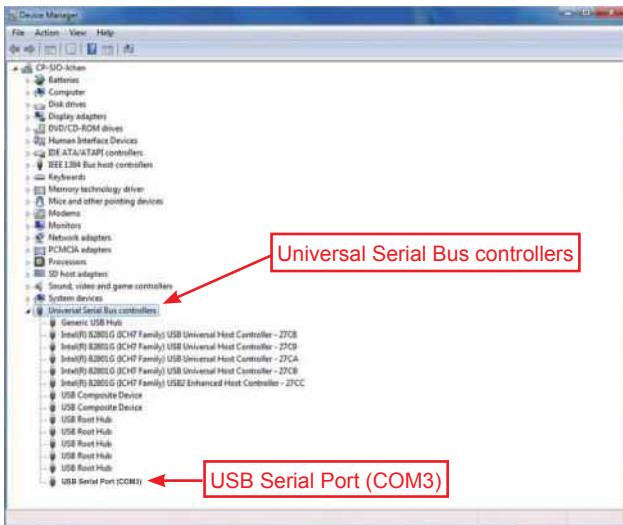 Device Manager
File Action View Help
CP-SIO-Ichan
Batteries
Computer
Disk drives
Display adapters
DVD/CD-ROM drives
Human Interface Devices
IDE ATA/ATAPI controllers
IEEE 1394 Bus host controllers
Keyboards
Memory technology driver
Mice and other pointing devices
Modems
Monitors
Network adapters
PCMCIA adapters
Processors
SD host adapters
Sound, video and game controllers
System devices
Universal Serial Bus controllers
Universal Serial Bus controllers
Generic USB Hub
Intel(R) 82801G (ICH7 Family) USB Universal Host Controller - 27C8
Intel(R) 82801G (ICH7 Family) USB Universal Host Controller - 27C9
Intel(R) 82801G (ICH7 Family) USB Universal Host Controller - 27CA
Intel(R) 82801G (ICH7 Family) USB Universal Host Controller - 27CB
Intel(R) 82801G (ICH7 Family) USB2 Enhanced Host Controller - 27CC
USB Composite Device
USB Composite Device
USB Root Hub
USB Root Hub
USB Root Hub
USB Root Hub
USB Root Hub
USB Serial Port (COM3)
USB Serial Port (COM3)